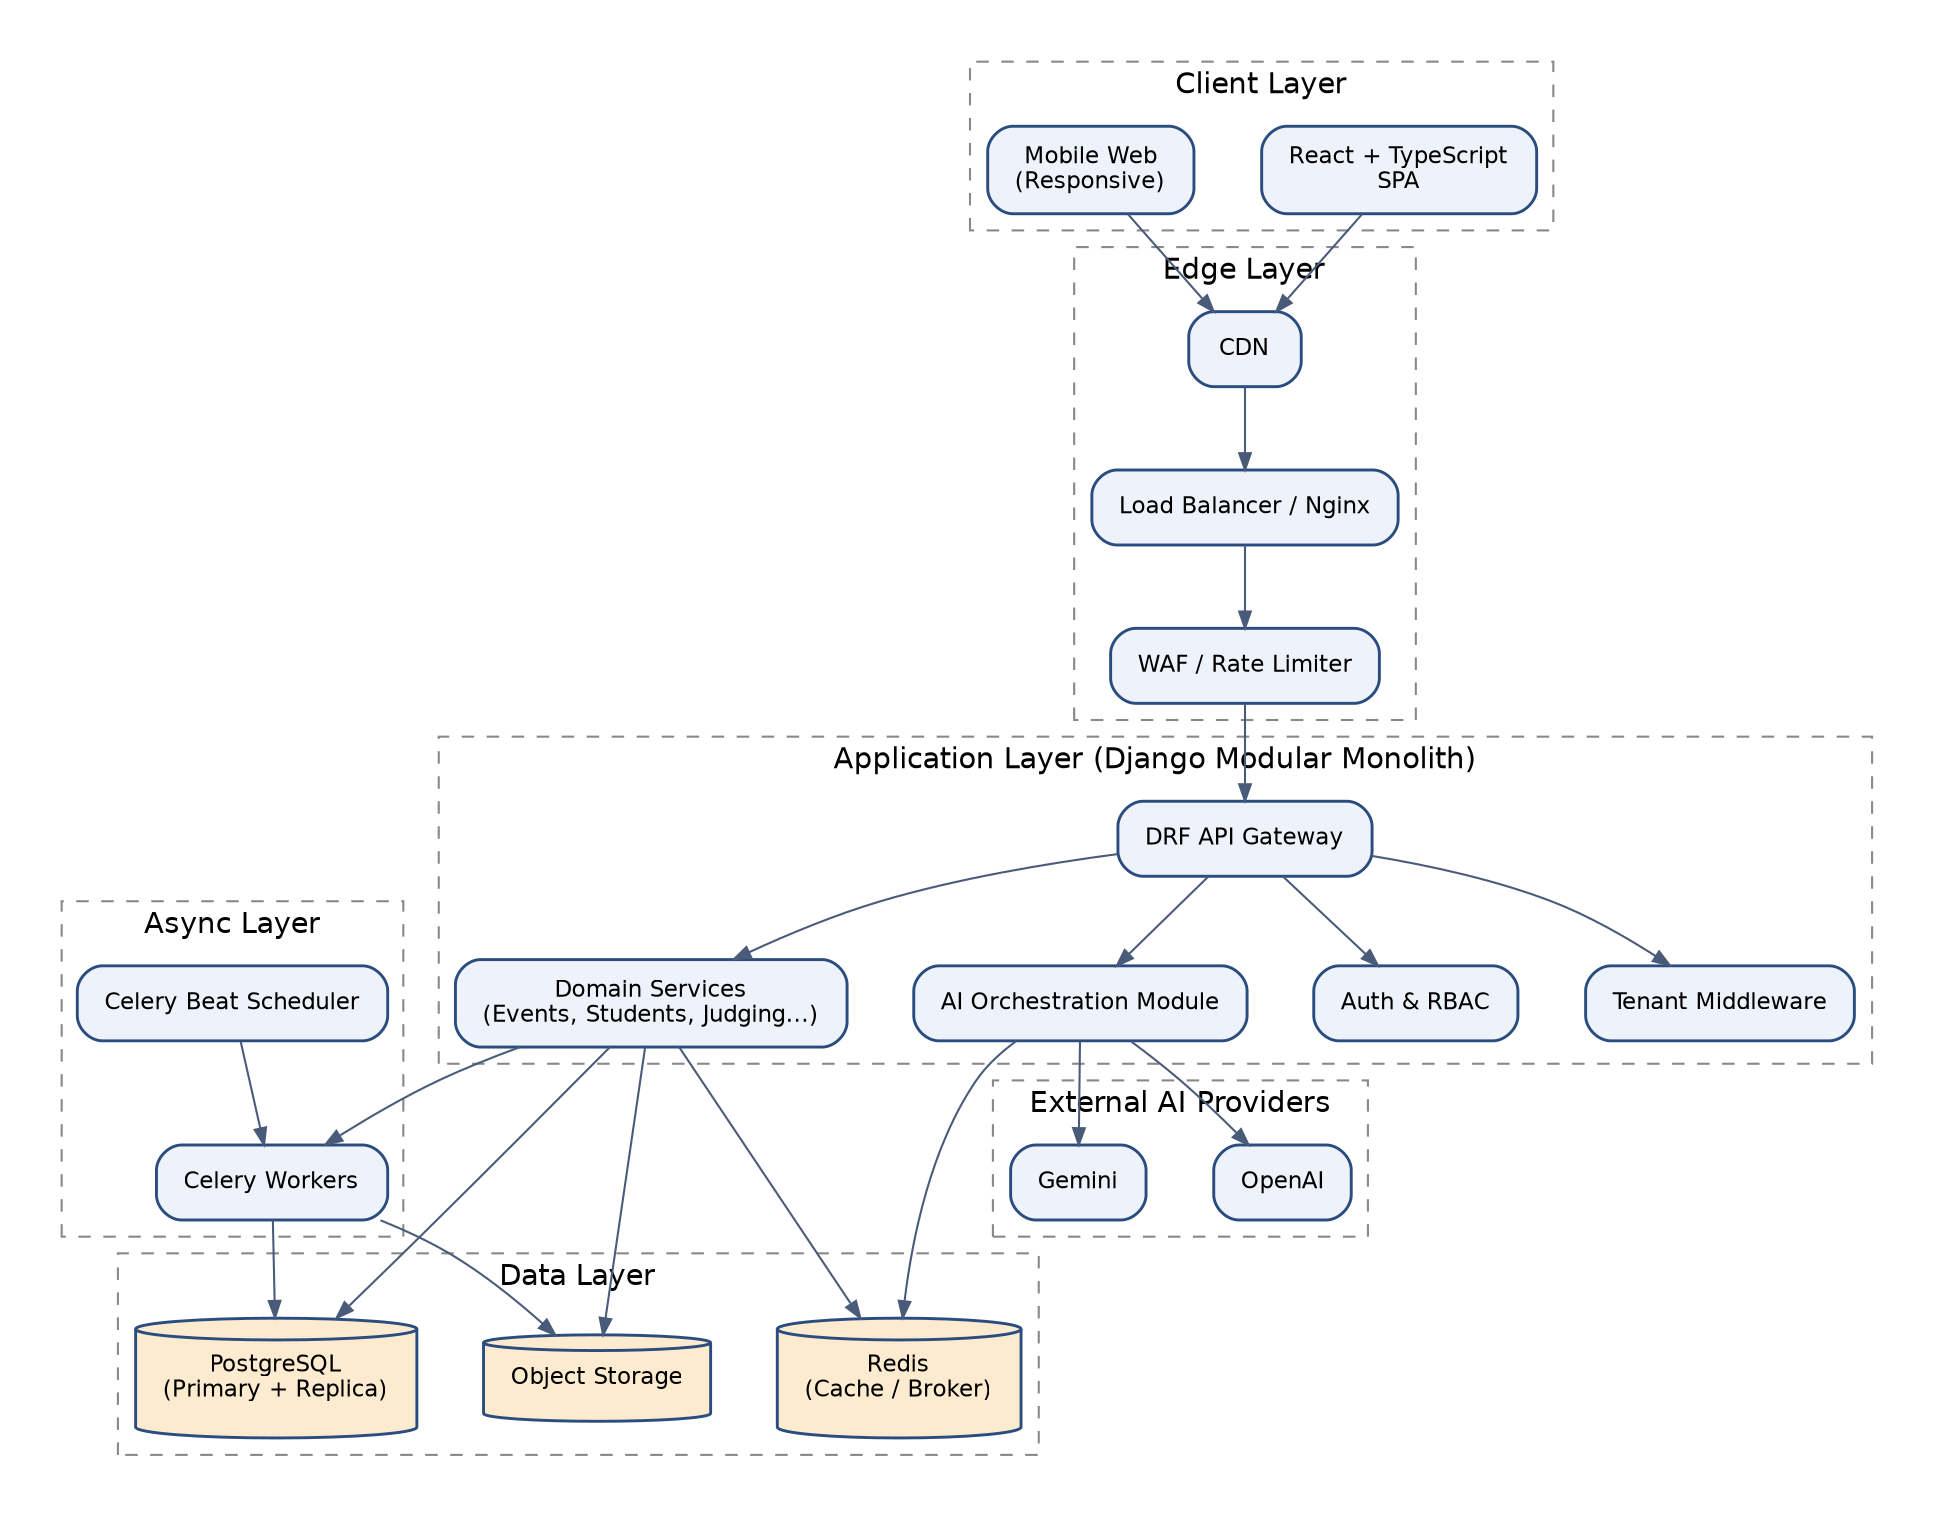 Client Layer
Mobile Web
(Responsive)
React + TypeScript
SPA
Edge Layer
CDN
Load Balancer / Nginx
WAF / Rate Limiter
Application Layer (Django Modular Monolith)
DRF API Gateway
Async Layer
Celery Beat Scheduler
Domain Services
(Events, Students, Judging...)
AI Orchestration Module
Auth & RBAC
Tenant Middleware
External AI Providers
Celery Workers
Gemini
OpenAI
Data Layer
PostgreSQL
(Primary + Replica)
Object Storage
Redis
(Cache / Broker)